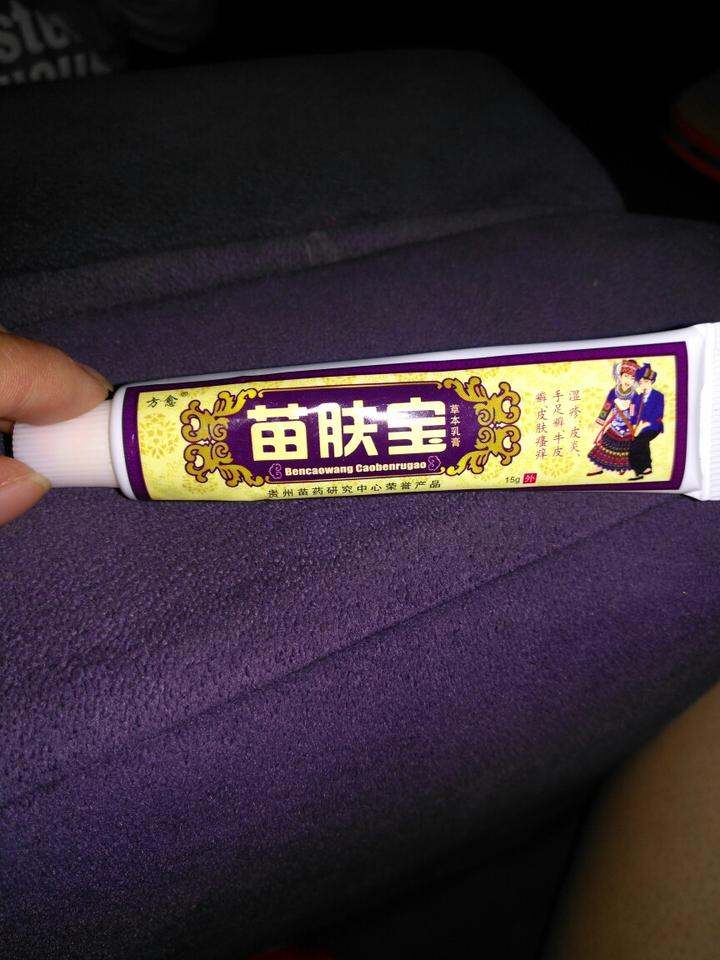 方愈
苗肤宝
草本乳膏
Bencaowang Caobenrugao
贵州苗药研究中心荣誉产品
湿疹皮炎
手足癣牛皮
癣皮肤瘙痒
15g 外